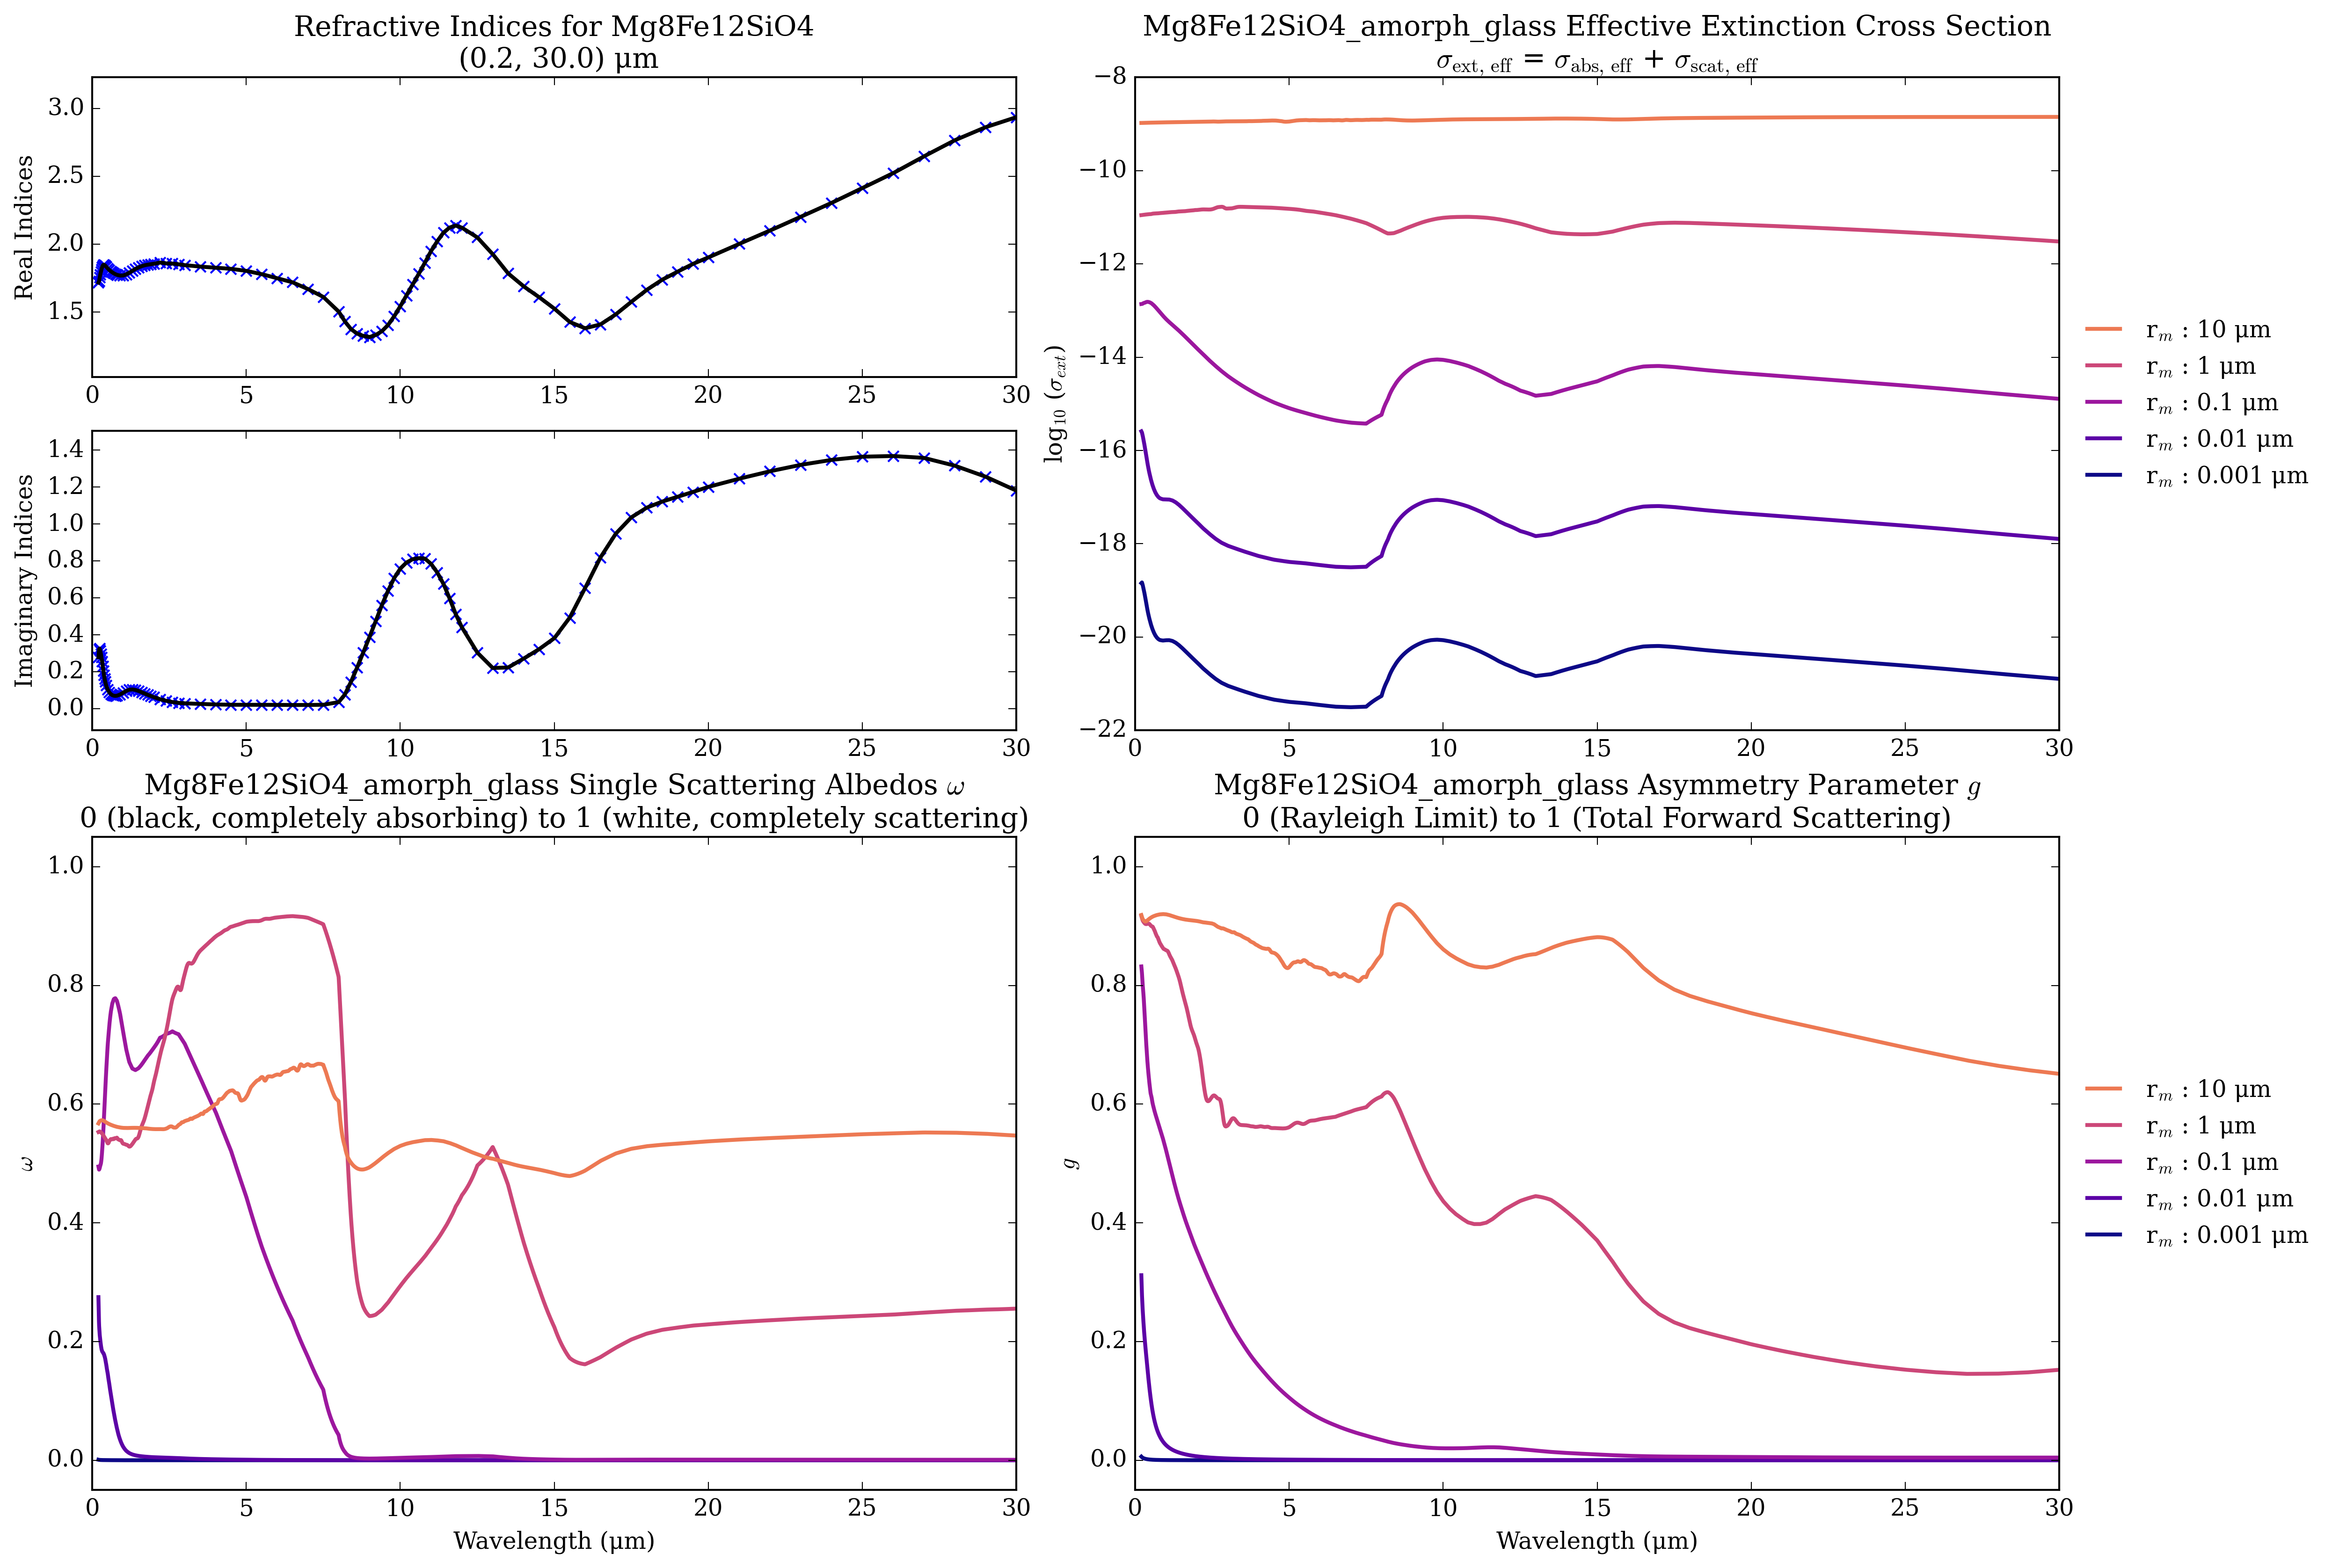 Refractive Indices for Mg8Fe12SiO4
(0.2, 30.0) μm
Real Indices
3.0
2.5
2.0
1.5
0 5 10 15 20 25 30
Imaginary Indices
1.4
1.2
1.0
0.8
0.6
0.4
0.2
0.0
0 5 10 15 20 25 30
Mg8Fe12SiO4_amorph_glass Effective Extinction Cross Section
σext, eff = σabs, eff + σscat, eff
log10 (σext)
−8
−10
−12
−14
−16
−18
−20
−22
0 5 10 15 20 25 30
rm : 10 μm
rm : 1 μm
rm : 0.1 μm
rm : 0.01 μm
rm : 0.001 μm
Mg8Fe12SiO4_amorph_glass Single Scattering Albedos ω
0 (black, completely absorbing) to 1 (white, completely scattering)
ω
1.0
0.8
0.6
0.4
0.2
0.0
0 5 10 15 20 25 30
Wavelength (μm)
Mg8Fe12SiO4_amorph_glass Asymmetry Parameter g
0 (Rayleigh Limit) to 1 (Total Forward Scattering)
g
1.0
0.8
0.6
0.4
0.2
0.0
0 5 10 15 20 25 30
Wavelength (μm)
rm : 10 μm
rm : 1 μm
rm : 0.1 μm
rm : 0.01 μm
rm : 0.001 μm